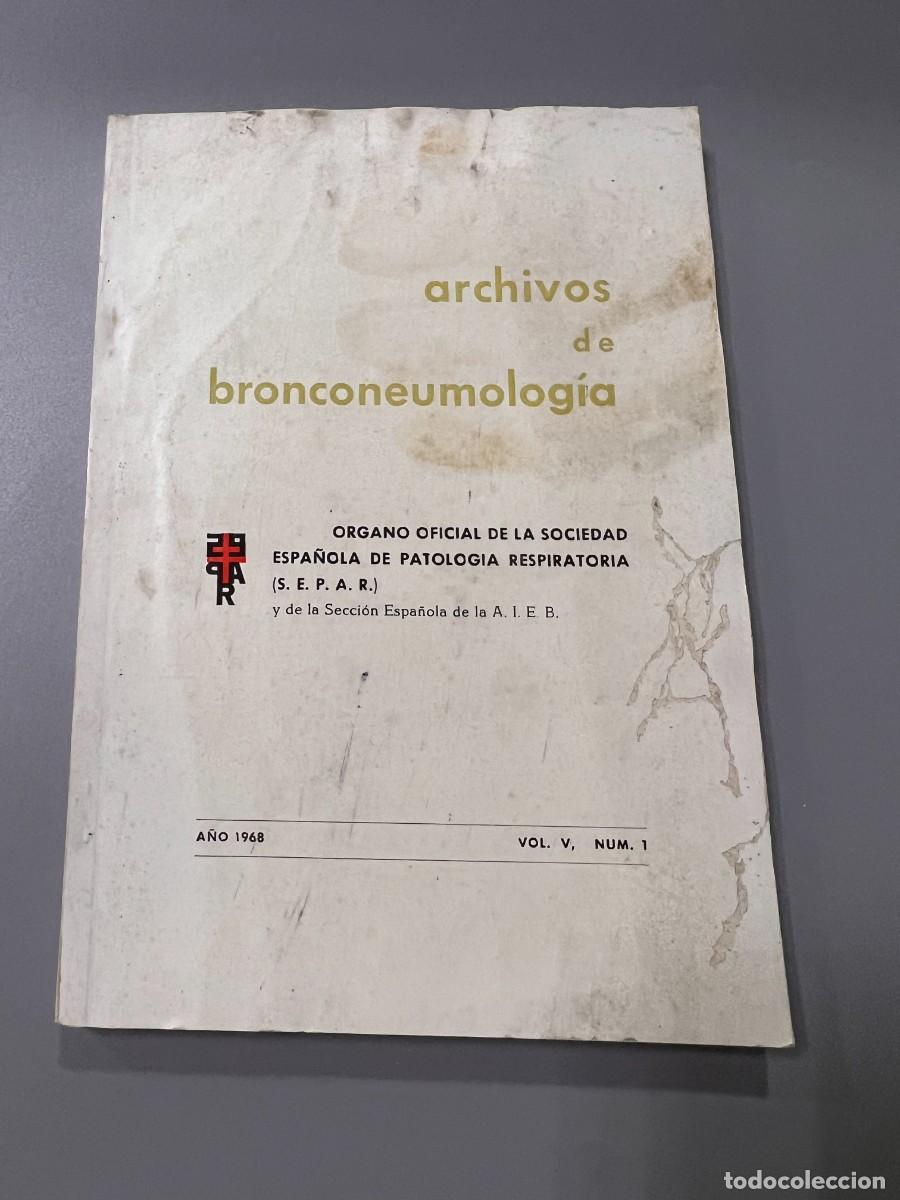 archivos
de
bronconeumología
ORGANO OFICIAL DE LA SOCIEDAD
ESPAÑOLA DE PATOLOGIA RESPIRATORIA
(S. E. P. A. R.)
y de la Sección Española de la A. I. E. B.
AÑO 1968 VOL. V, NUM. 1
todocoleccion